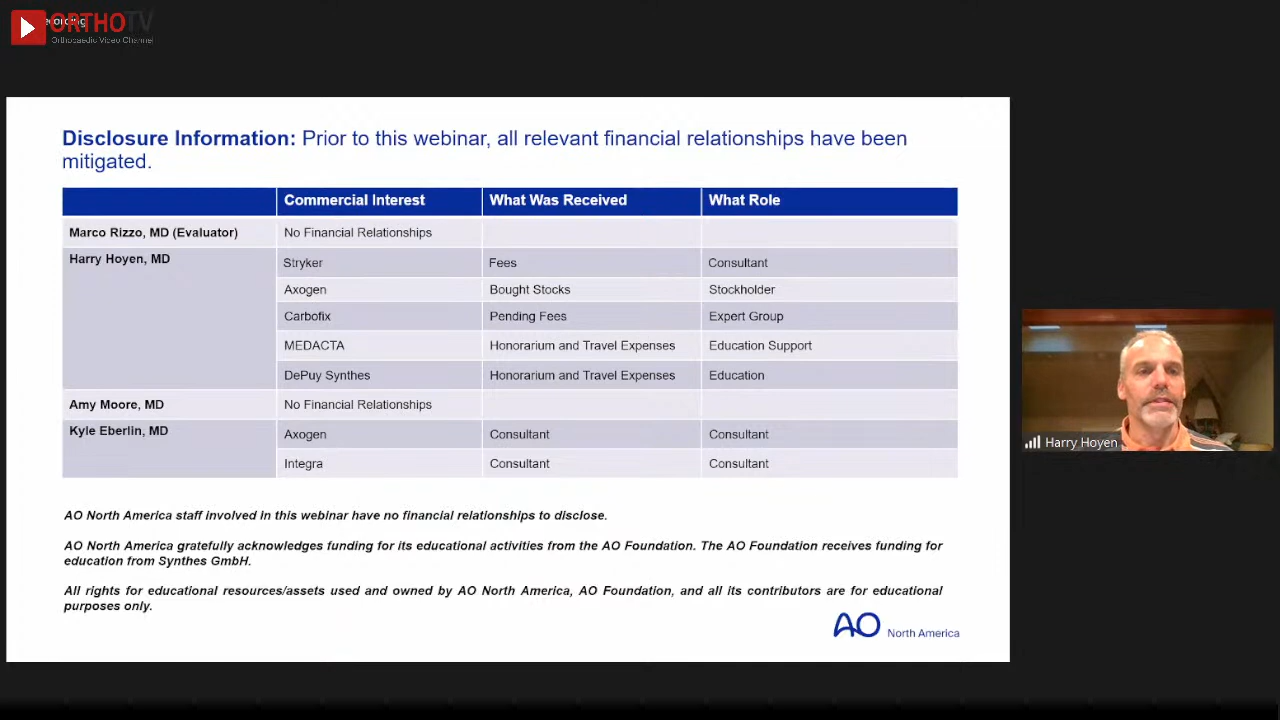 Recording
ORTHOTV
Orthopaedic Video Channel
Disclosure Information: Prior to this webinar, all relevant financial relationships have been
mitigated.
Commercial Interest What Was Received What Role
Marco Rizzo, MD (Evaluator) No Financial Relationships
Harry Hoyen, MD Stryker Fees Consultant
Axogen Bought Stocks Stockholder
Carbofix Pending Fees Expert Group
MEDACTA Honorarium and Travel Expenses Education Support
DePuy Synthes Honorarium and Travel Expenses Education
Amy Moore, MD No Financial Relationships
Kyle Eberlin, MD Axogen Consultant Consultant
Integra Consultant Consultant
AO North America staff involved in this webinar have no financial relationships to disclose.
AO North America gratefully acknowledges funding for its educational activities from the AO Foundation. The AO Foundation receives funding for
education from Synthes GmbH.
All rights for educational resources/assets used and owned by AO North America, AO Foundation, and all its contributors are for educational
purposes only.
AO North America
Harry Hoyen